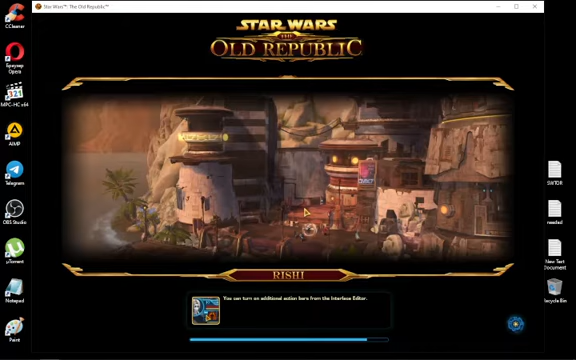 Star Wars™: The Old Republic™
CCleaner
Браузер
Opera
MPC-HC x64
AIMP
Telegram
OBS Studio
µTorrent
Notepad
Paint
STAR WARS
THE
OLD REPUBLIC
RISHI
You can turn on additional action bars from the Interface Editor.
SWTOR
needed
New Text
Document
Recycle Bin